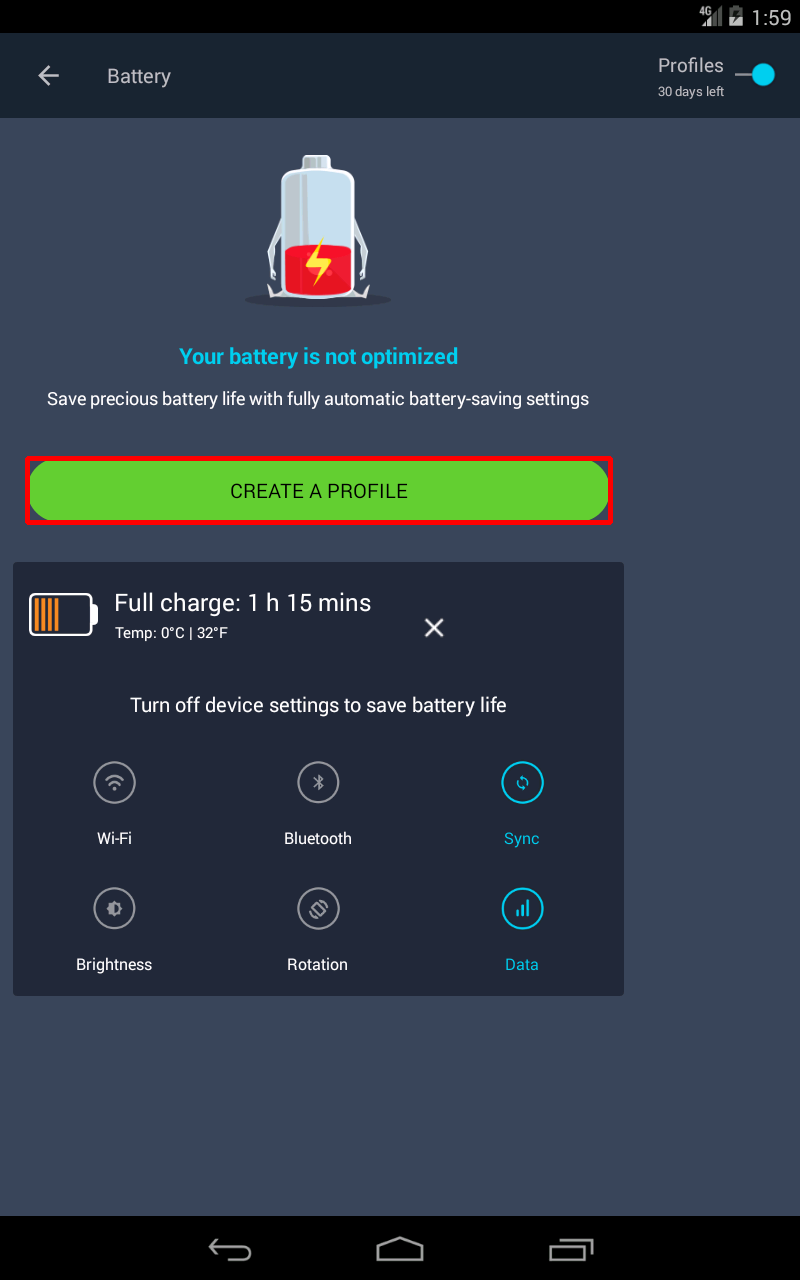 4G 1:59
Battery
Profiles
30 days left
Your battery is not optimized
Save precious battery life with fully automatic battery-saving settings
CREATE A PROFILE
Full charge: 1 h 15 mins
Temp: 0°C | 32°F
Turn off device settings to save battery life
Wi-Fi Bluetooth Sync
Brightness Rotation Data